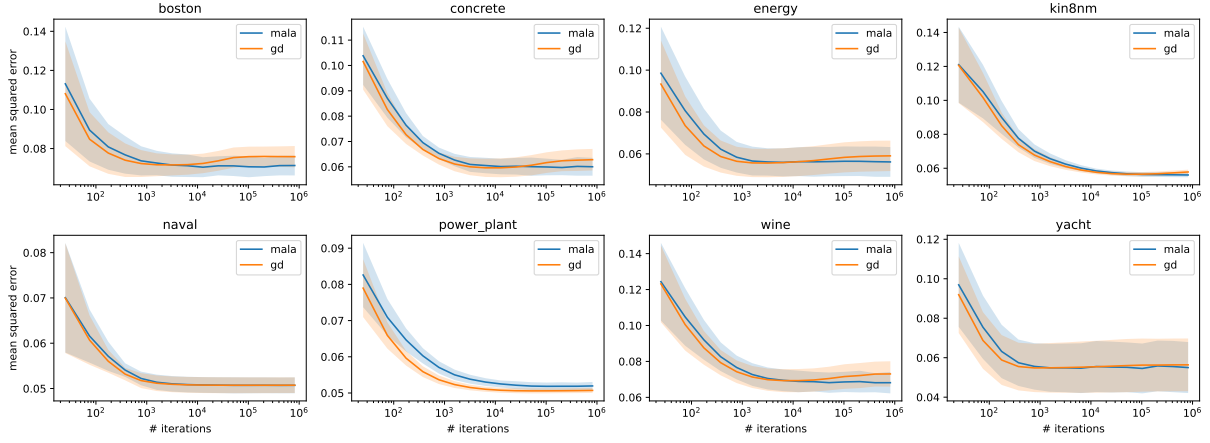 boston
concrete
energy
kin8nm
mean squared error
0.14
0.12
0.10
0.08
mala
gd
10²
10³
10⁴
10⁵
10⁶
0.11
0.10
0.09
0.08
0.07
0.06
mala
gd
10²
10³
10⁴
10⁵
10⁶
0.12
0.10
0.08
0.06
mala
gd
10²
10³
10⁴
10⁵
10⁶
0.14
0.12
0.10
0.08
0.06
mala
gd
10²
10³
10⁴
10⁵
10⁶
naval
power_plant
wine
yacht
mean squared error
0.08
0.07
0.06
0.05
mala
gd
10²
10³
10⁴
10⁵
10⁶
# iterations
0.09
0.08
0.07
0.06
0.05
mala
gd
10²
10³
10⁴
10⁵
10⁶
# iterations
0.14
0.12
0.10
0.08
0.06
mala
gd
10²
10³
10⁴
10⁵
10⁶
# iterations
0.12
0.10
0.08
0.06
0.04
mala
gd
10²
10³
10⁴
10⁵
10⁶
# iterations